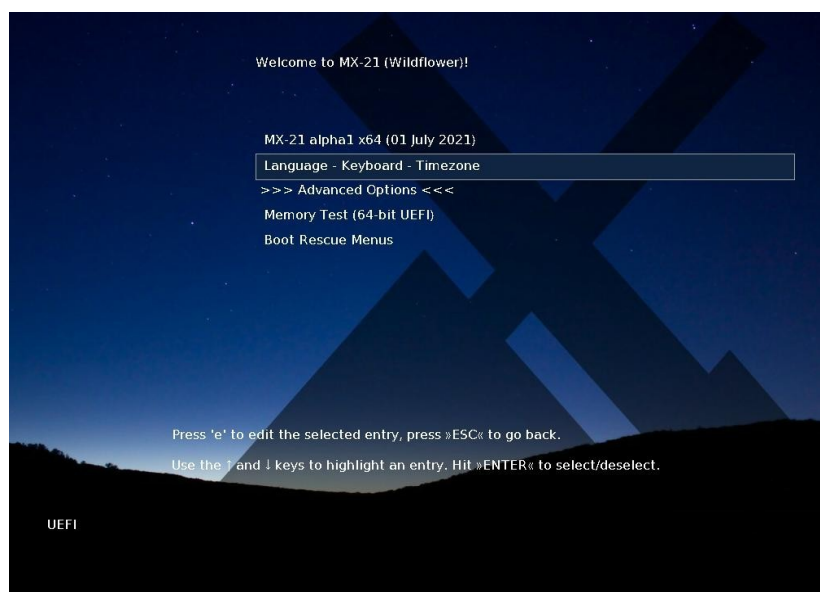 Welcome to MX-21 (Wildflower)!
MX-21 alpha1 x64 (01 July 2021)
Language - Keyboard - Timezone
>>> Advanced Options <<<
Memory Test (64-bit UEFI)
Boot Rescue Menus
Press 'e' to edit the selected entry, press »ESC« to go back.
Use the ↑ and ↓ keys to highlight an entry. Hit »ENTER« to select/deselect.
UEFI